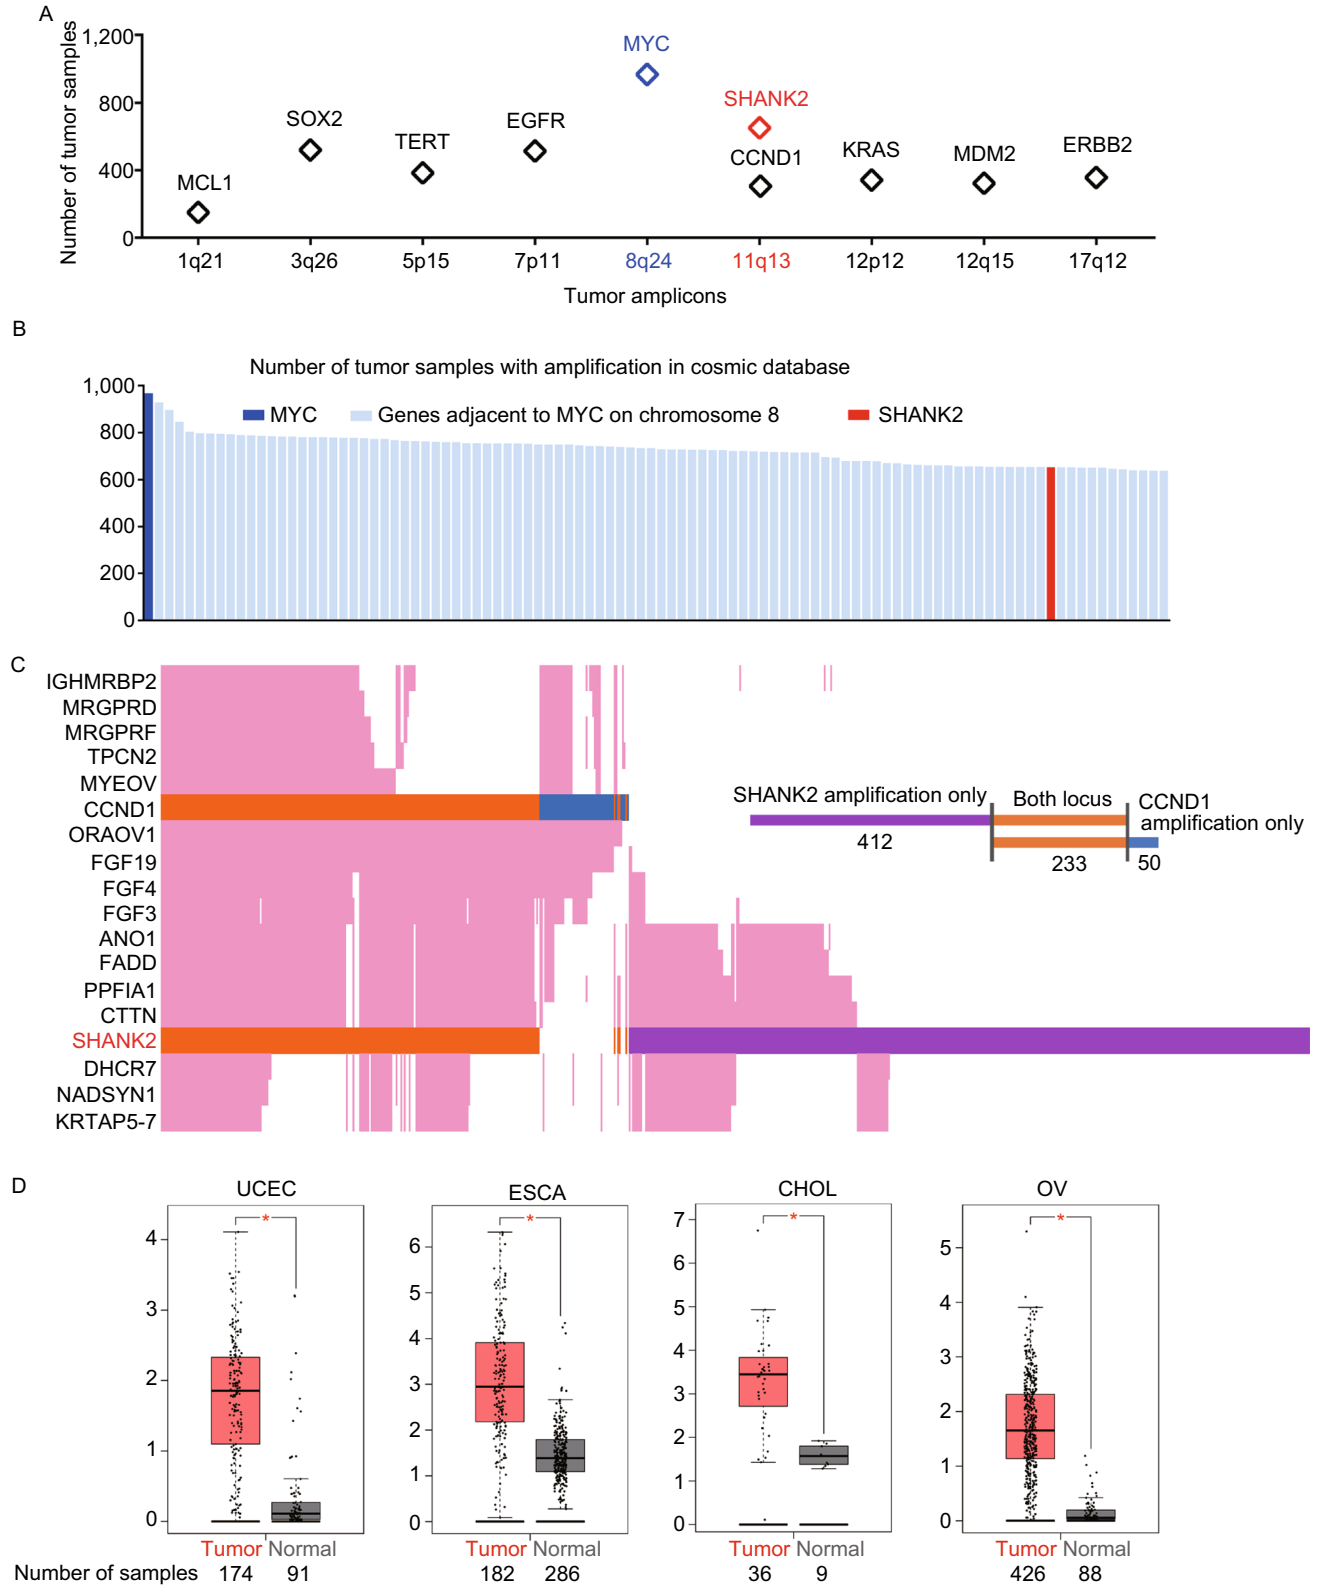 A
Number of tumor samples
1,200
800
400
0
MCL1
SOX2
TERT
EGFR
MYC
SHANK2
CCND1
KRAS
MDM2
ERBB2
1q21 3q26 5p15 7p11 8q24 11q13 12p12 12q15 17q12
Tumor amplicons
B
Number of tumor samples with amplification in cosmic database
MYC Genes adjacent to MYC on chromosome 8 SHANK2
1,000
800
600
400
200
0
C
IGHMRBP2
MRGPRD
MRGPRF
TPCN2
MYEOV
CCND1
ORAOV1
FGF19
FGF4
FGF3
ANO1
FADD
PPFIA1
CTTN
SHANK2
DHCR7
NADSYN1
KRTAP5-7
SHANK2 amplification only
Both locus
CCND1
amplification only
412
233
50
D
UCEC
*
4
3
2
1
0
Tumor Normal
ESCA
*
6
5
4
3
2
1
0
Tumor Normal
CHOL
*
7
6
5
4
3
2
1
0
Tumor Normal
OV
*
5
4
3
2
1
0
Tumor Normal
Number of samples 174 91 182 286 36 9 426 88